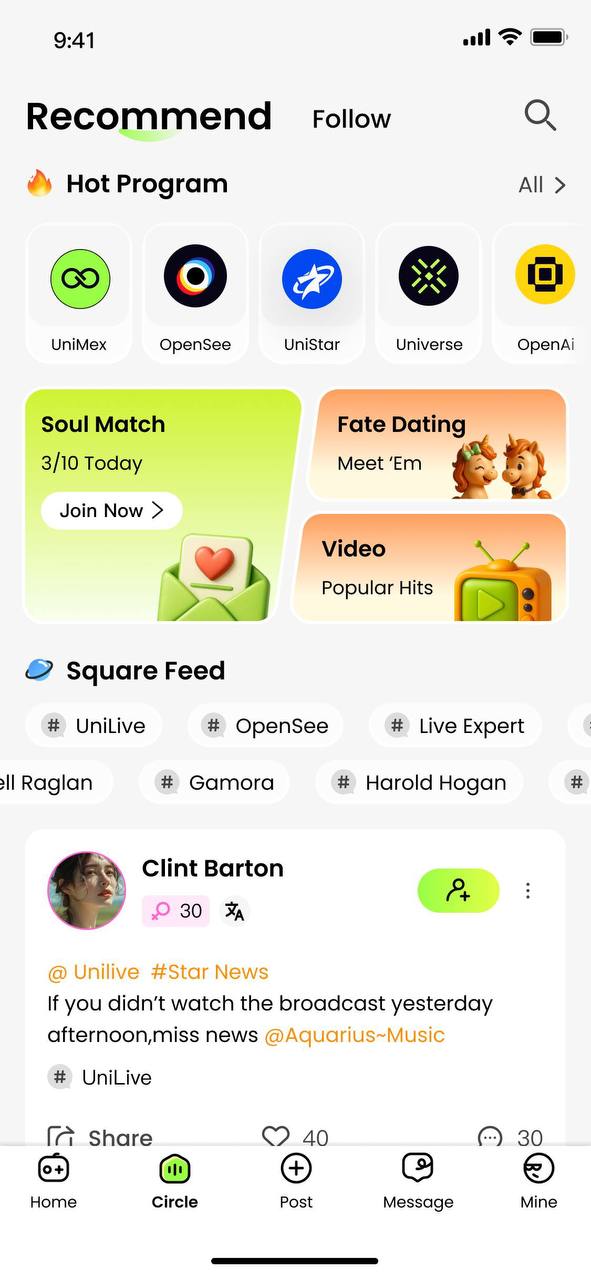 9:41
Recommend Follow
🔥 Hot Program All >
UniMex OpenSee UniStar Universe OpenAi
Soul Match
3/10 Today
Join Now >
Fate Dating
Meet ‘Em
Video
Popular Hits
🪐 Square Feed
# UniLive # OpenSee # Live Expert #
ell Raglan # Gamora # Harold Hogan #
Clint Barton
30
@ Unilive #Star News
If you didn’t watch the broadcast yesterday
afternoon,miss news @Aquarius~Music
# UniLive
Share 40 30
Home Circle Post Message Mine